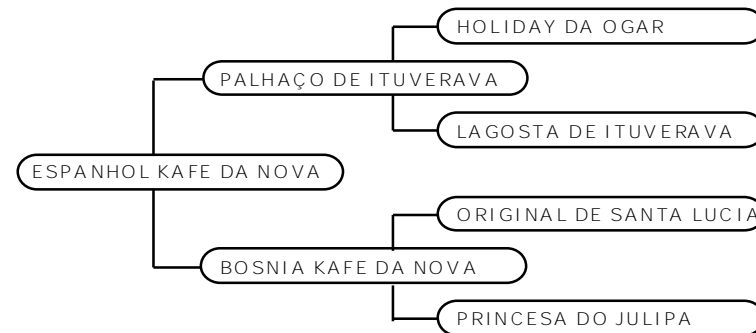 HOLIDAY DA OGAR
PALHAÇO DE ITUVERAVA
LAGOSTA DE ITUVERAVA
ESPANHOL KAFE DA NOVA
ORIGINAL DE SANTA LUCIA
BOSNIA KAFE DA NOVA
PRINCESA DO JULIPA